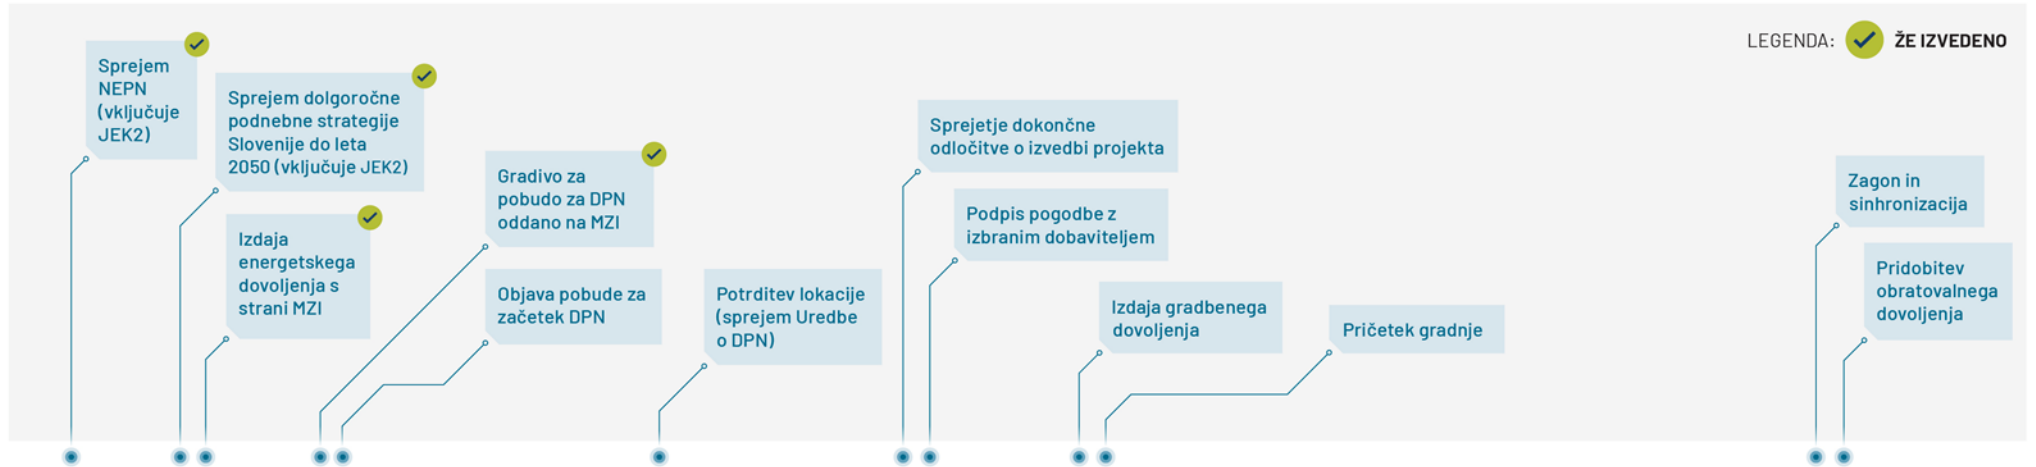 LEGENDA: ŽE IZVEDENO
Sprejem
NEPN
(vključuje
JEK2)
Sprejem dolgoročne
podnebne strategije
Slovenije do leta
2050 (vključuje JEK2)
Izdaja
energetskega
dovoljenja s
strani MZI
Gradivo za
pobudo za DPN
oddano na MZI
Objava pobude za
začetek DPN
Potrditev lokacije
(sprejem Uredbe
o DPN)
Sprejetje dokončne
odločitve o izvedbi projekta
Podpis pogodbe z
izbranim dobaviteljem
Izdaja gradbenega
dovoljenja
Pričetek gradnje
Zagon in
sinhronizacija
Pridobitev
obratovalnega
dovoljenja